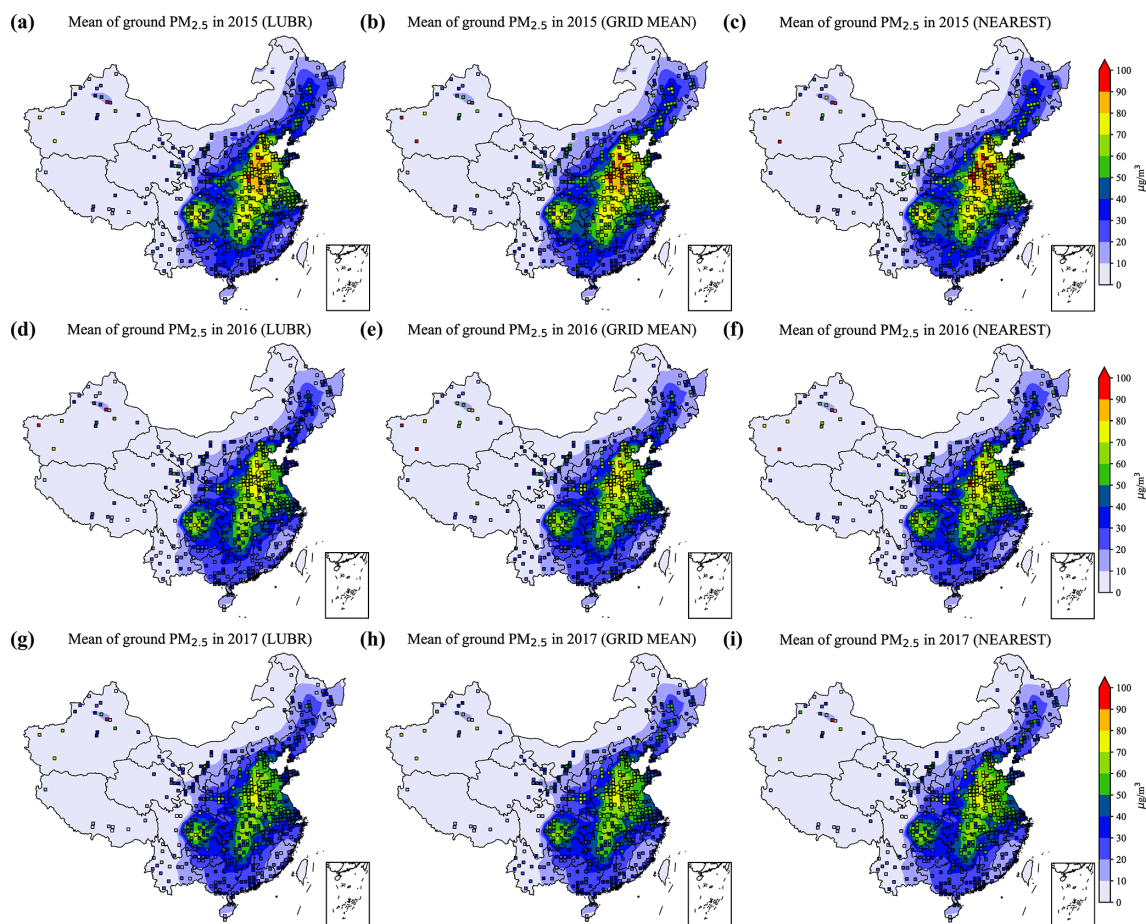 (a) Mean of ground PM2.5 in 2015 (LUBR)
(b) Mean of ground PM2.5 in 2015 (GRID MEAN)
(c) Mean of ground PM2.5 in 2015 (NEAREST)
100
90
80
70
60
50
40
30
20
10
0
μg/m³
(d) Mean of ground PM2.5 in 2016 (LUBR)
(e) Mean of ground PM2.5 in 2016 (GRID MEAN)
(f) Mean of ground PM2.5 in 2016 (NEAREST)
100
90
80
70
60
50
40
30
20
10
0
μg/m³
(g) Mean of ground PM2.5 in 2017 (LUBR)
(h) Mean of ground PM2.5 in 2017 (GRID MEAN)
(i) Mean of ground PM2.5 in 2017 (NEAREST)
100
90
80
70
60
50
40
30
20
10
0
μg/m³